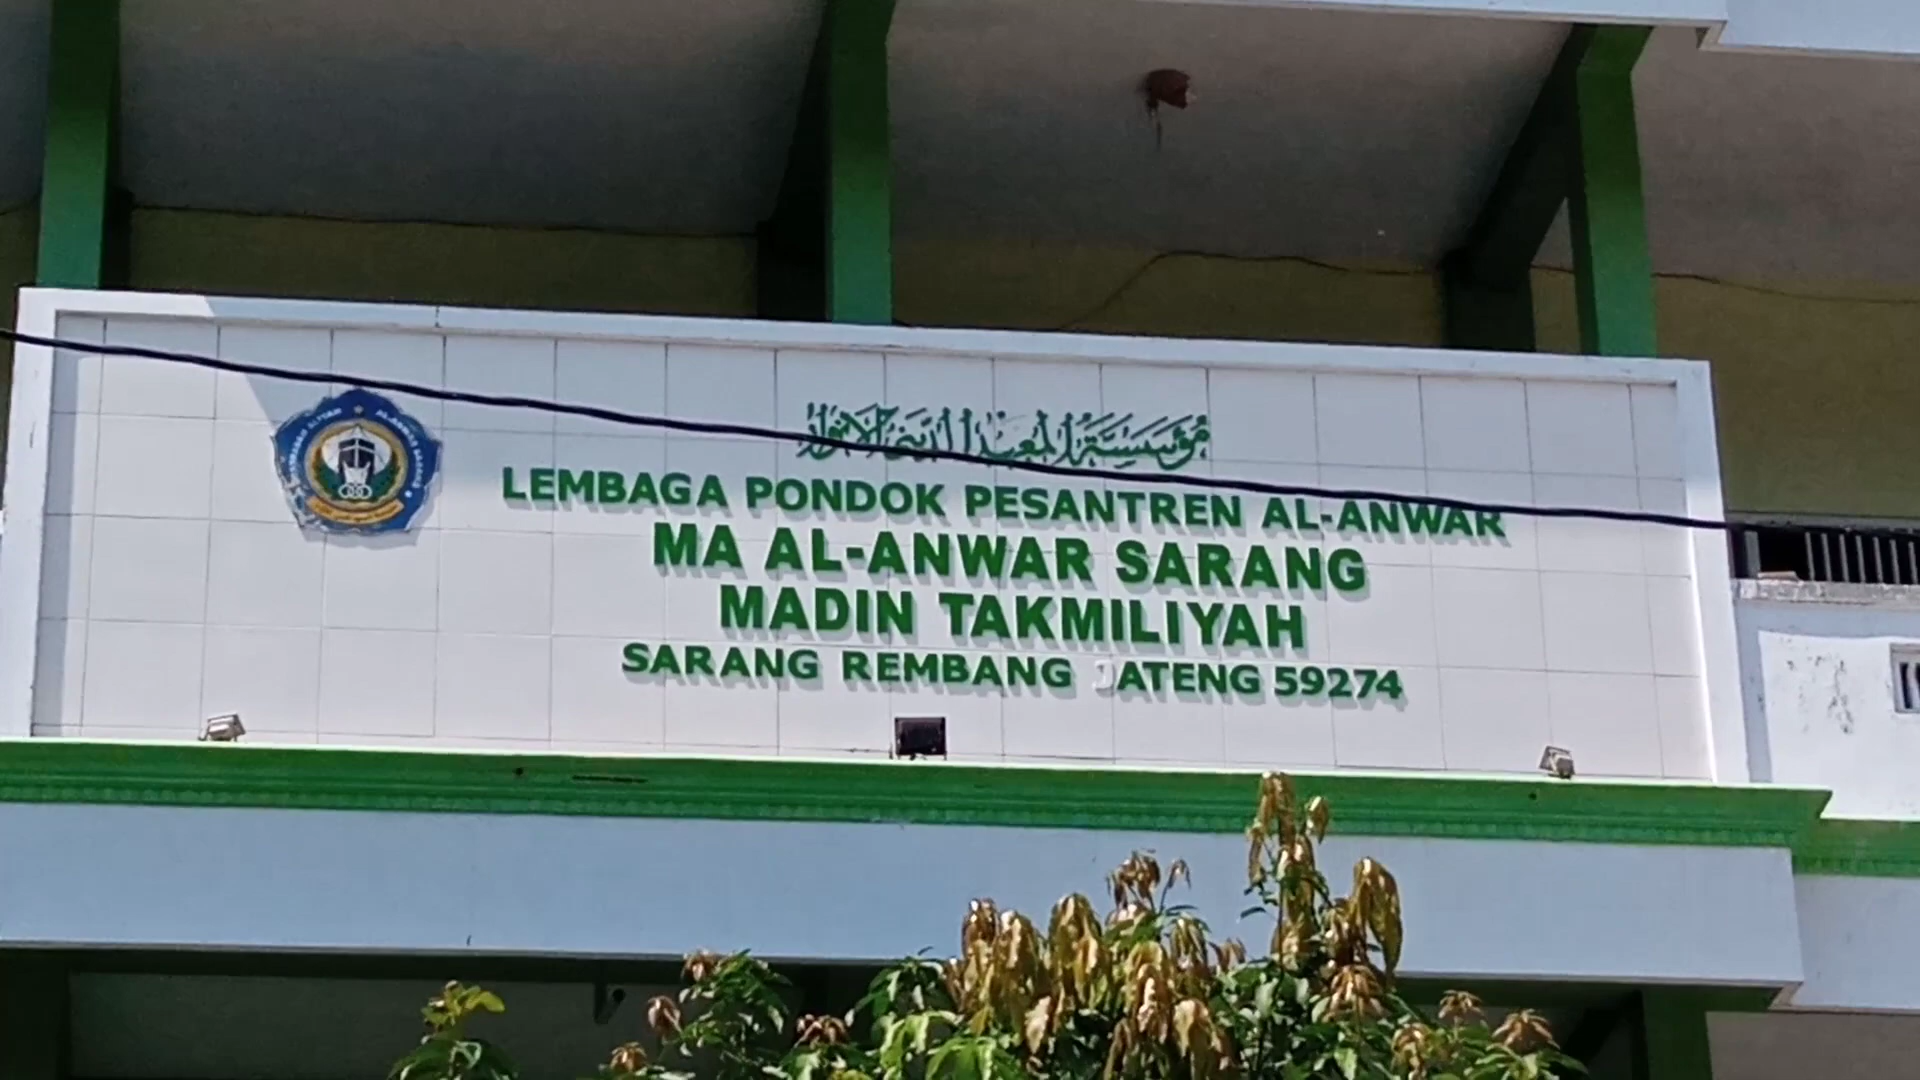 مؤسسة المعهد الديني الأنوار
LEMBAGA PONDOK PESANTREN AL-ANWAR
MA AL-ANWAR SARANG
MADIN TAKMILIYAH
SARANG REMBANG JATENG 59274